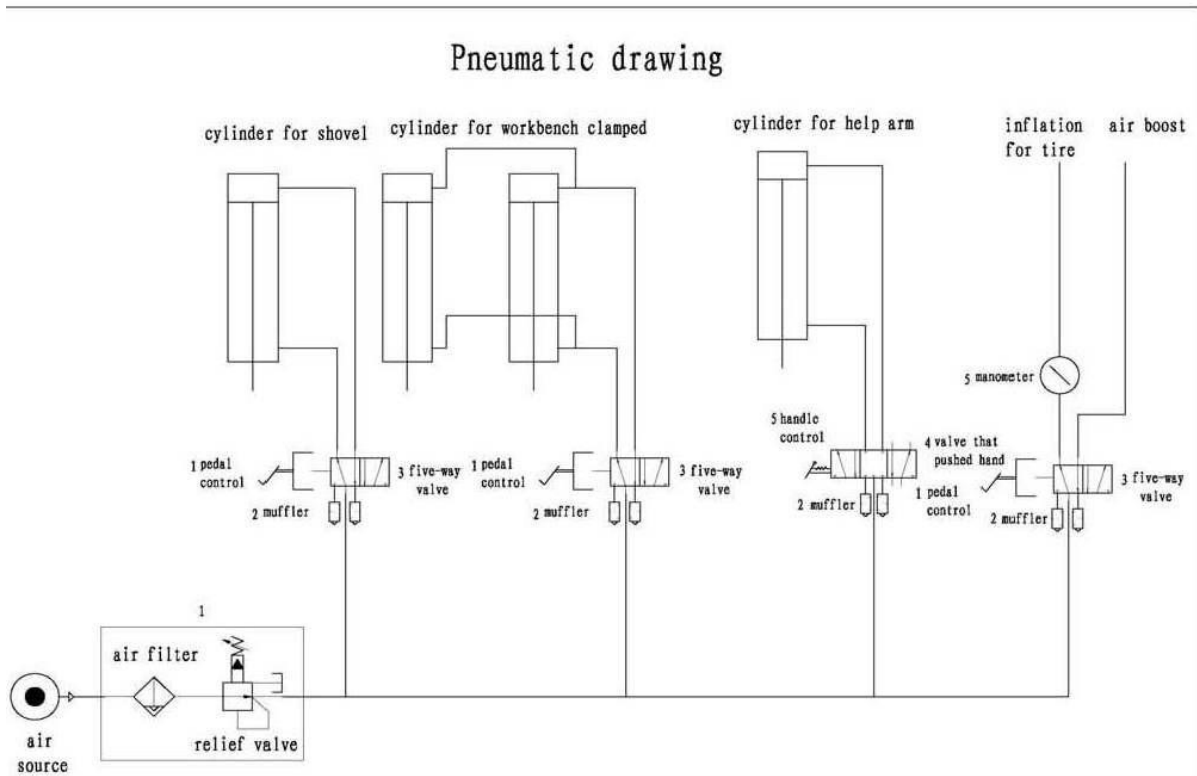 Pneumatic drawing
cylinder for shovel
cylinder for workbench clamped
cylinder for help arm
inflation
for tire
air boost
5 manometer
1 pedal
control
2 muffler
3 five-way
valve
1 pedal
control
2 muffler
3 five-way
valve
5 handle
control
2 muffler
4 valve that
pushed hand
1 pedal
control
2 muffler
3 five-way
valve
1
air filter
relief valve
air
source